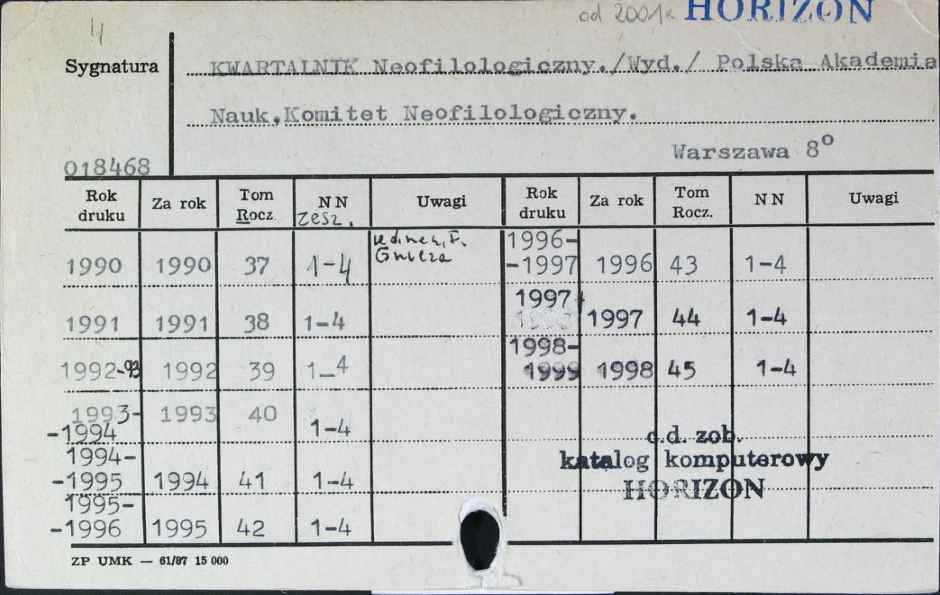 4 od 2001r HORIZON
Sygnatura KWARTALNIK Neofilologiczny./Wyd./ Polska Akademia
Nauk.Komitet Neofilologiczny.
Warszawa 8°
018468
Rok druku Za rok Tom Rocz. NN zesz. Uwagi Rok druku Za rok Tom Rocz. NN Uwagi
1990 1990 37 1-4 F. 1996--1997 1996 43 1-4
1991 1991 38 1-4 1997 1997 44 1-4
1992-93 1992 39 1-4 1998-1999 1998 45 1-4
1993--1994 1993 40 1-4
1994--1995 1994 41 1-4
1995--1996 1995 42 1-4
c.d. zob.
katalog komputerowy
HORIZON
ZP UMK — 61/87 15 000